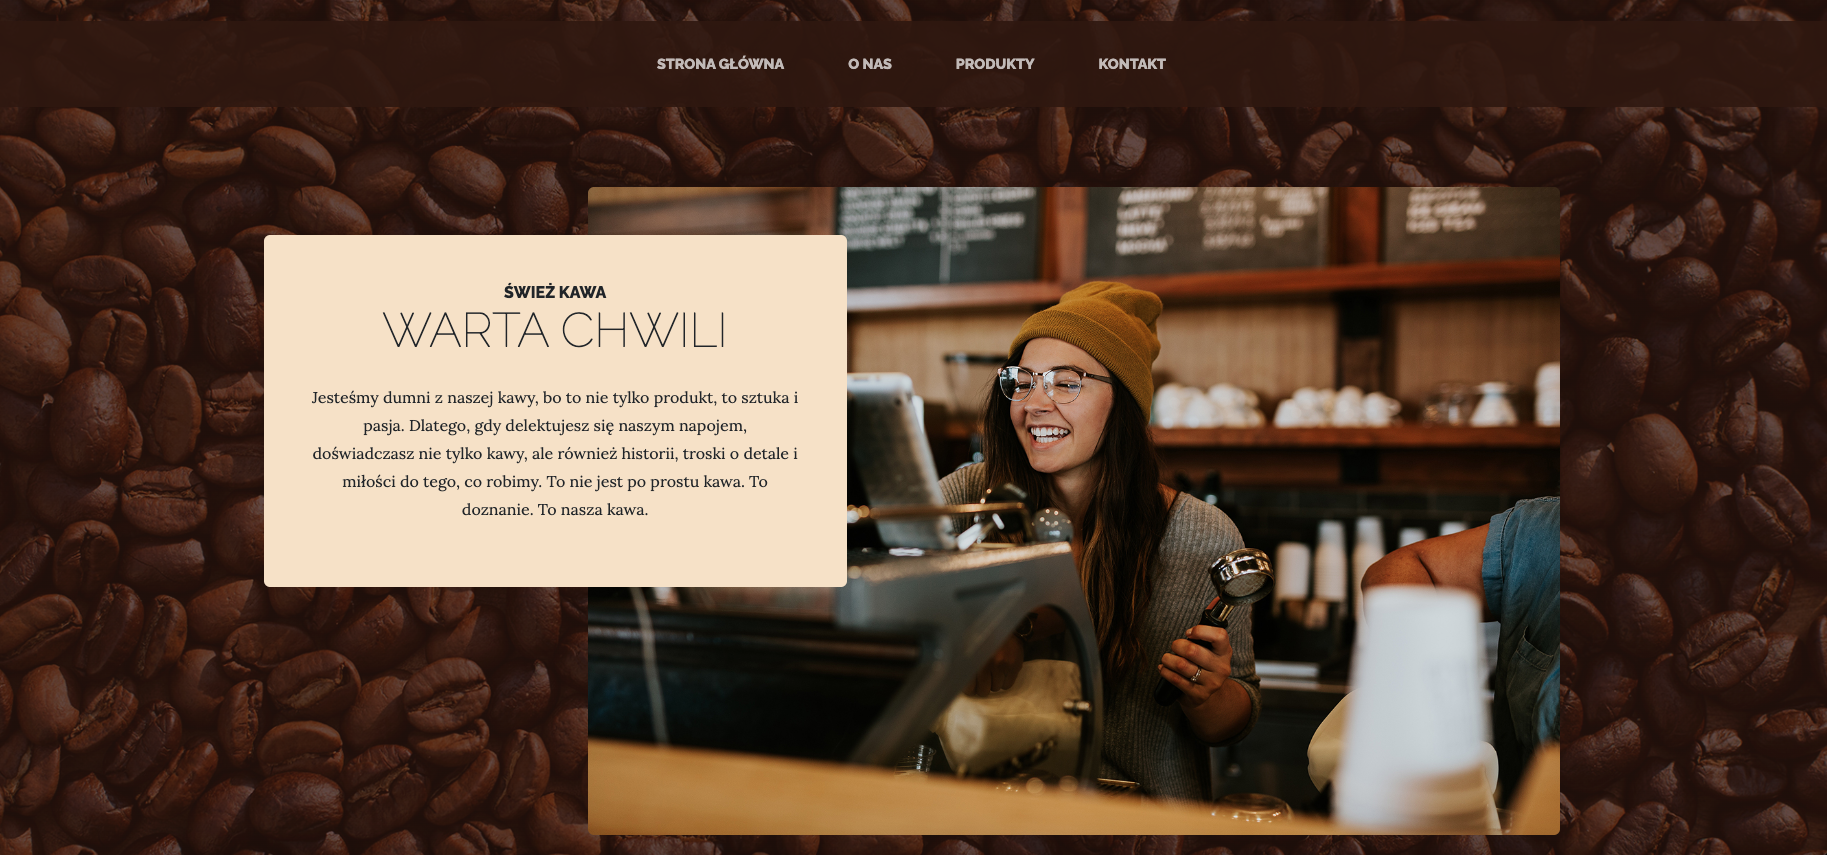 STRONA GŁÓWNA O NAS PRODUKTY KONTAKT
ŚWIEŻ KAWA
WARTA CHWILI
Jesteśmy dumni z naszej kawy, bo to nie tylko produkt, to sztuka i
pasja. Dlatego, gdy delektujesz się naszym napojem,
doświadczasz nie tylko kawy, ale również historii, troski o detale i
miłości do tego, co robimy. To nie jest po prostu kawa. To
doznanie. To nasza kawa.